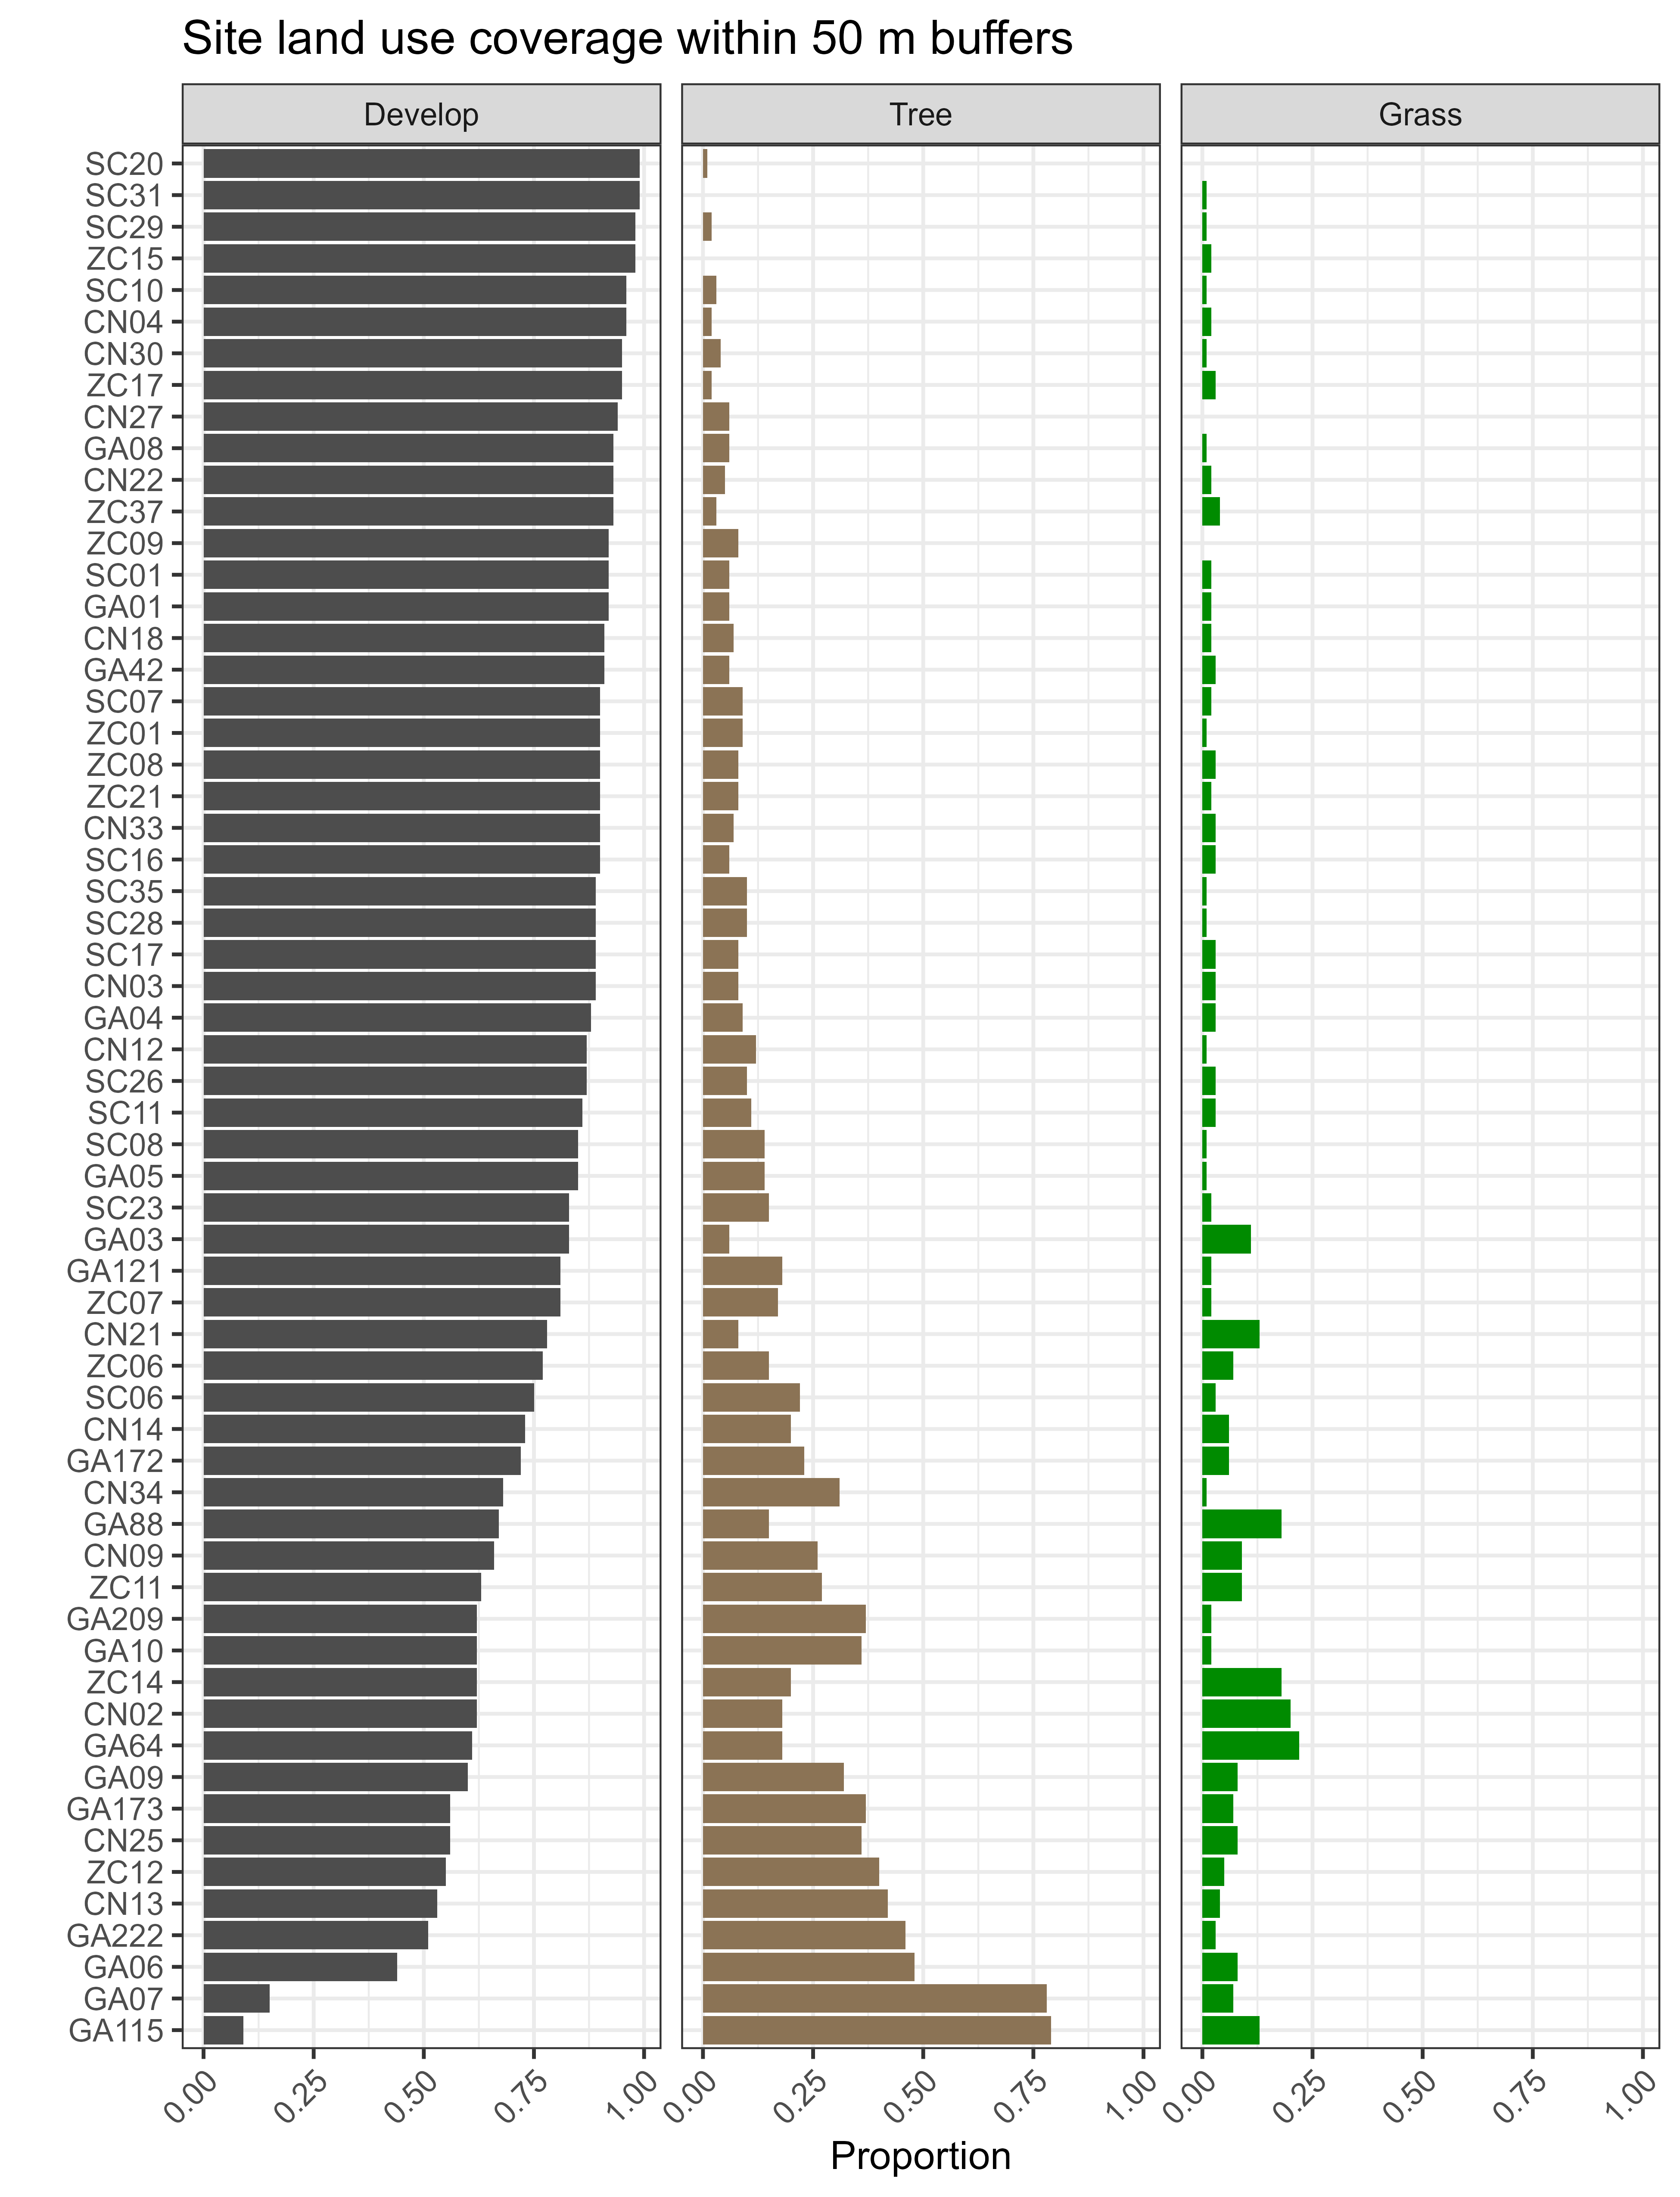 Site land use coverage within 50 m buffers
Develop Tree Grass
SC20
SC31
SC29
ZC15
SC10
CN04
CN30
ZC17
CN27
GA08
CN22
ZC37
ZC09
SC01
GA01
CN18
GA42
SC07
ZC01
ZC08
ZC21
CN33
SC16
SC35
SC28
SC17
CN03
GA04
CN12
SC26
SC11
SC08
GA05
SC23
GA03
GA121
ZC07
CN21
ZC06
SC06
CN14
GA172
CN34
GA88
CN09
ZC11
GA209
GA10
ZC14
CN02
GA64
GA09
GA173
CN25
ZC12
CN13
GA222
GA06
GA07
GA115
0.00 0.25 0.50 0.75 1.00 0.00 0.25 0.50 0.75 1.00 0.00 0.25 0.50 0.75 1.00
Proportion